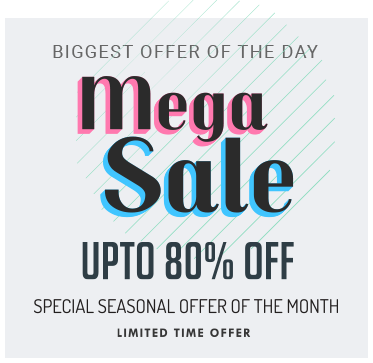 BIGGEST OFFER OF THE DAY
Mega
Sale
UPTO 80% OFF
SPECIAL SEASONAL OFFER OF THE MONTH
LIMITED TIME OFFER